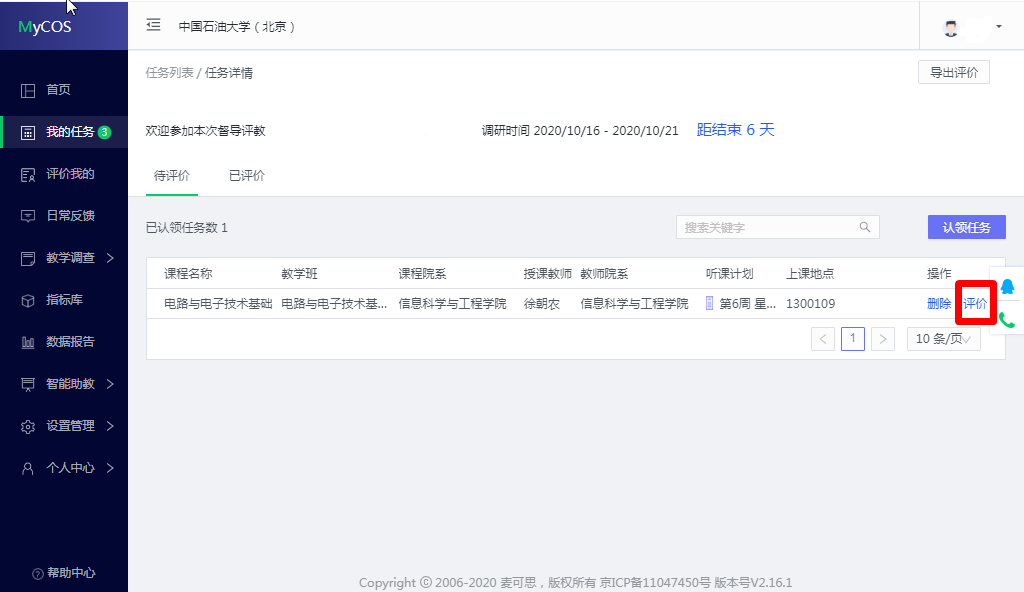 MyCOS
中国石油大学（北京）
首页
我的任务 3
评价我的
日常反馈
教学调查
指标库
数据报告
智能助教
设置管理
个人中心
帮助中心
任务列表 / 任务详情
导出评价
欢迎参加本次督导评教 调研时间 2020/10/16 - 2020/10/21 距结束 6 天
待评价 已评价
已认领任务数 1 搜索关键字 认领任务
课程名称 教学班 课程院系 授课教师 教师院系 听课计划 上课地点 操作
电路与电子技术基础 电路与电子技术基... 信息科学与工程学院 徐朝农 信息科学与工程学院 第6周 星... 1300109 删除 评价
< 1 > 10 条/页
Copyright © 2006-2020 麦可思，版权所有 京ICP备11047450号 版本号V2.16.1